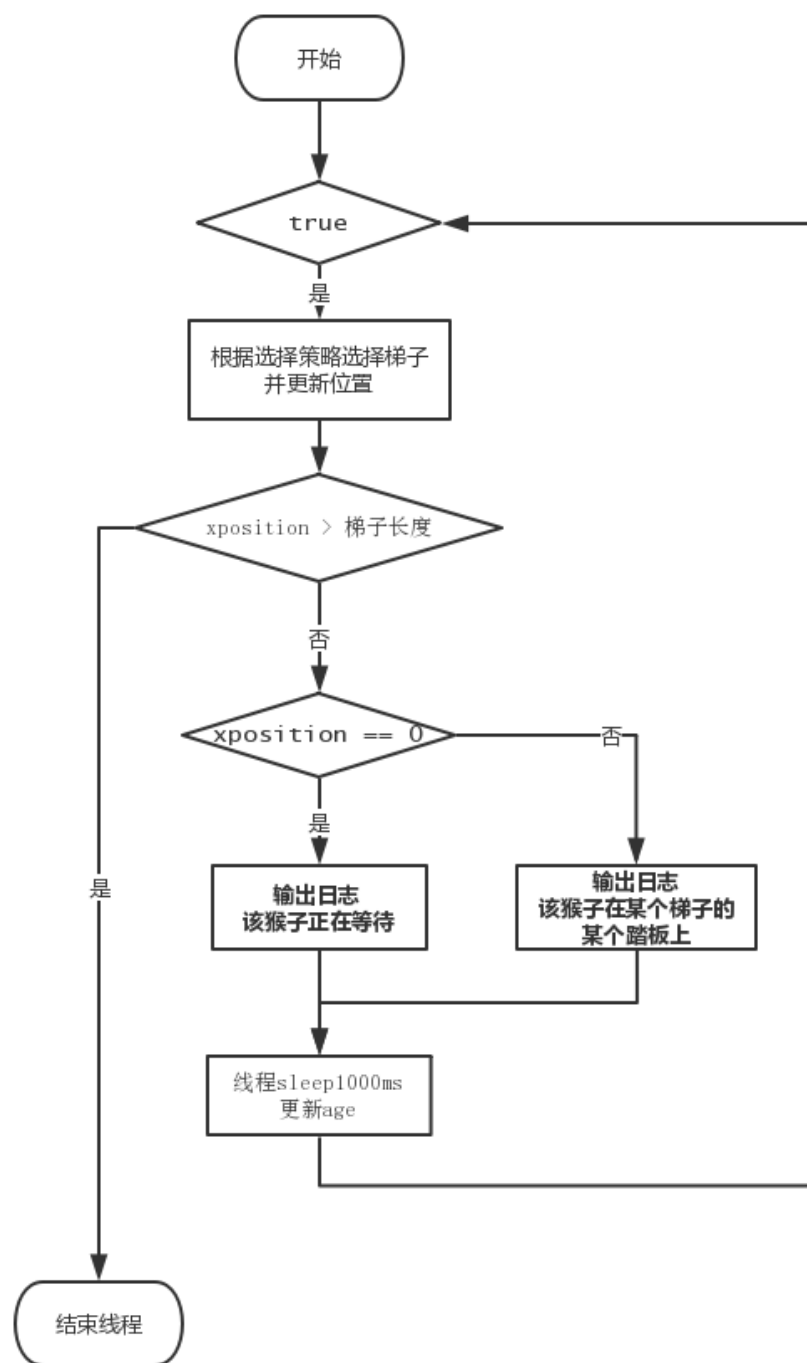 开始
true
是
根据选择策略选择梯子
并更新位置
xposition > 梯子长度
否
xposition == 0
否
是
是
输出日志
该猴子正在等待
输出日志
该猴子在某个梯子的
某个踏板上
线程sleep1000ms
更新age
结束线程